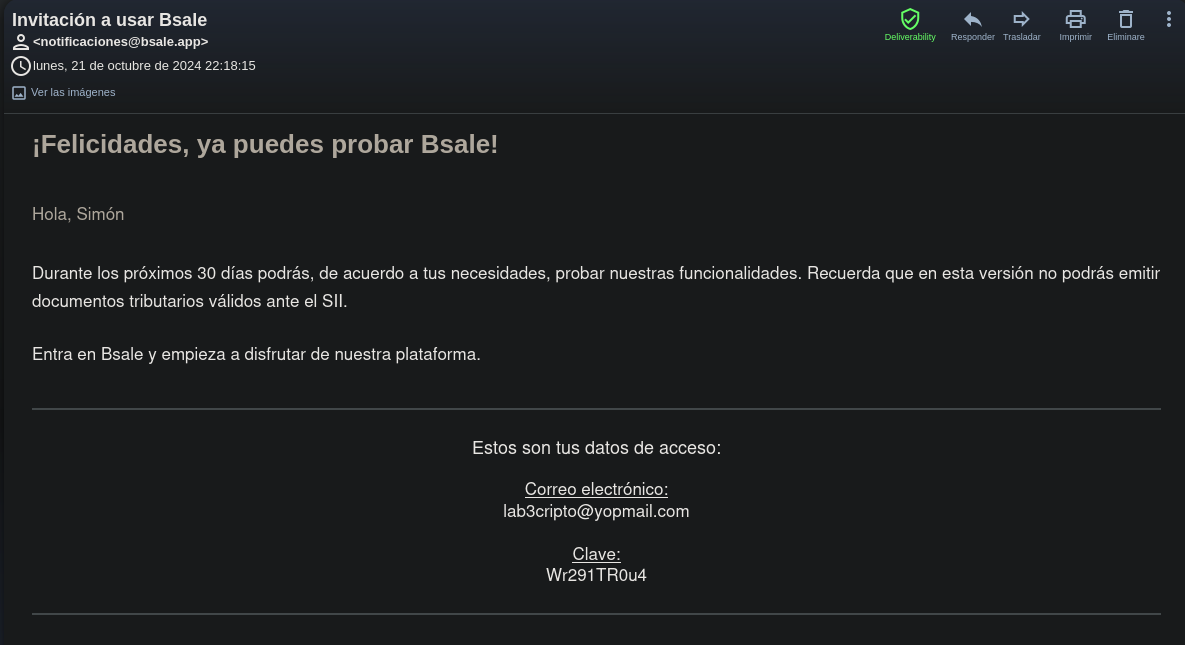 Invitación a usar Bsale
<notificaciones@bsale.app>
lunes, 21 de octubre de 2024 22:18:15
Ver las imágenes
Deliverability
Responder
Trasladar
Imprimir
Eliminare
¡Felicidades, ya puedes probar Bsale!
Hola, Simón
Durante los próximos 30 días podrás, de acuerdo a tus necesidades, probar nuestras funcionalidades. Recuerda que en esta versión no podrás emitir
documentos tributarios válidos ante el SII.
Entra en Bsale y empieza a disfrutar de nuestra plataforma.
Estos son tus datos de acceso:
Correo electrónico:
lab3cripto@yopmail.com
Clave:
Wr291TR0u4